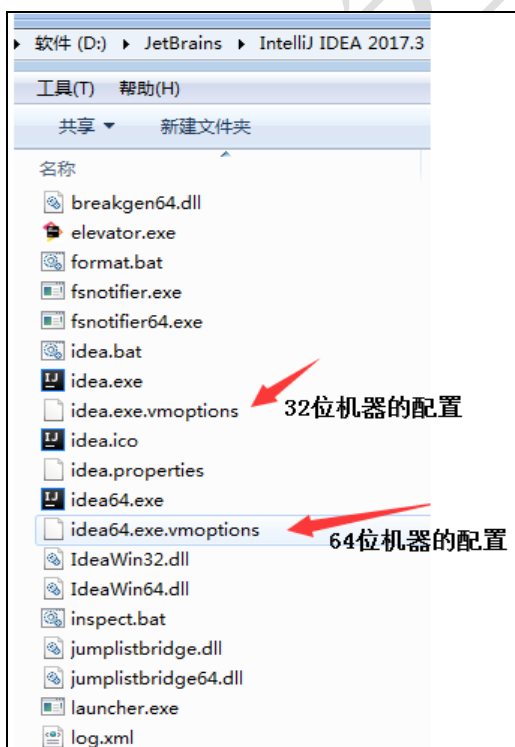 软件 (D:) ▸ JetBrains ▸ IntelliJ IDEA 2017.3
工具(T) 帮助(H)
共享 新建文件夹
名称
breakgen64.dll
elevator.exe
format.bat
fsnotifier.exe
fsnotifier64.exe
idea.bat
idea.exe
idea.exe.vmoptions 32位机器的配置
idea.ico
idea.properties
idea64.exe
idea64.exe.vmoptions 64位机器的配置
IdeaWin32.dll
IdeaWin64.dll
inspect.bat
jumplistbridge.dll
jumplistbridge64.dll
launcher.exe
log.xml